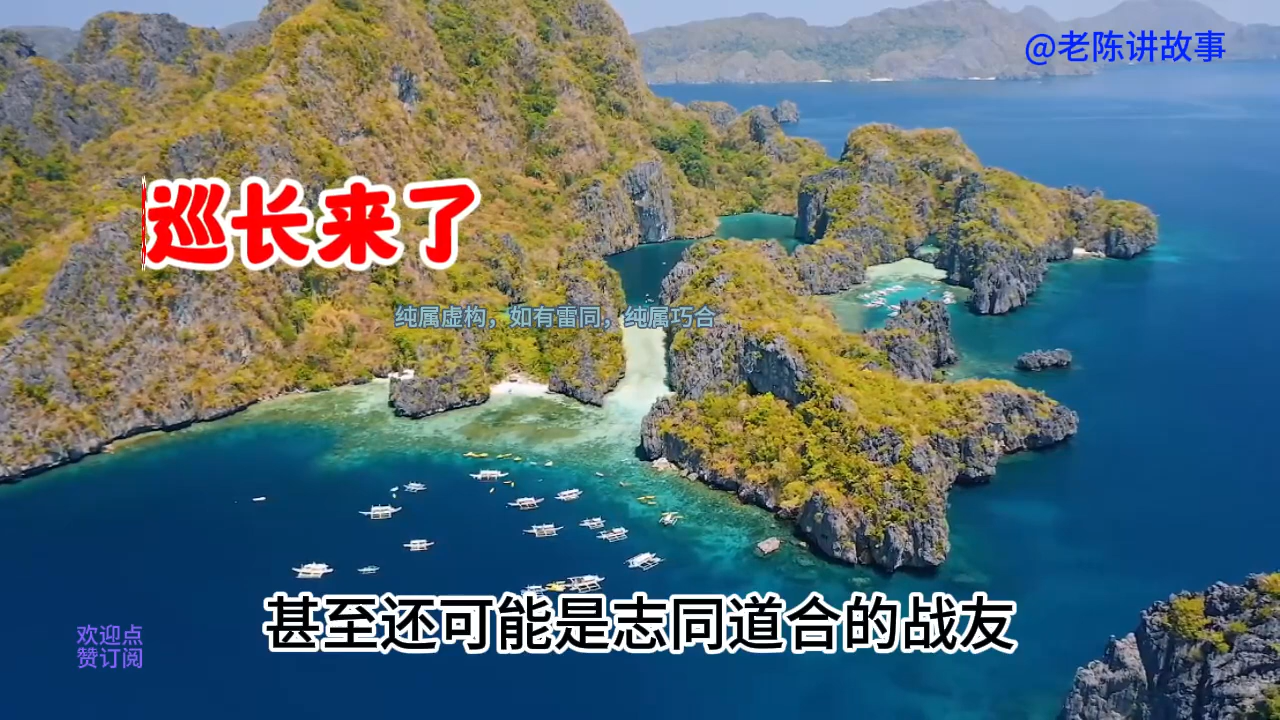 @老陈讲故事
巡长来了
纯属虚构，如有雷同，纯属巧合
甚至还可能是志同道合的战友
欢迎点
赞订阅